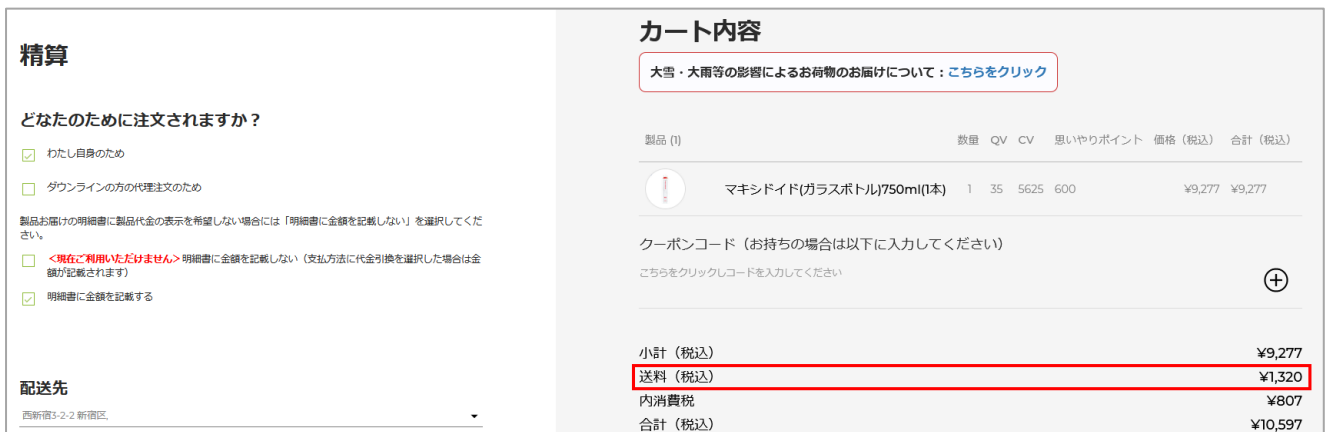 精算
どなたのために注文されますか？
わたし自身のため
ダウンラインの方の代理注文のため
製品お届けの明細書に製品代金の表示を希望しない場合には「明細書に金額を記載しない」を選択してくだ
さい。
<現在ご利用いただけません>明細書に金額を記載しない（支払方法に代金引換を選択した場合は金
額が記載されます）
明細書に金額を記載する
配送先
西新宿3-2-2 新宿区,
カート内容
大雪・大雨等の影響によるお荷物のお届けについて：こちらをクリック
製品 (1) 数量 QV CV 思いやりポイント 価格（税込） 合計（税込）
マキシドイド(ガラスボトル)750ml(1本) 1 35 5625 600 ¥9,277 ¥9,277
クーポンコード（お持ちの場合は以下に入力してください）
こちらをクリックしコードを入力してください
小計（税込） ¥9,277
送料（税込） ¥1,320
内消費税 ¥807
合計（税込） ¥10,597